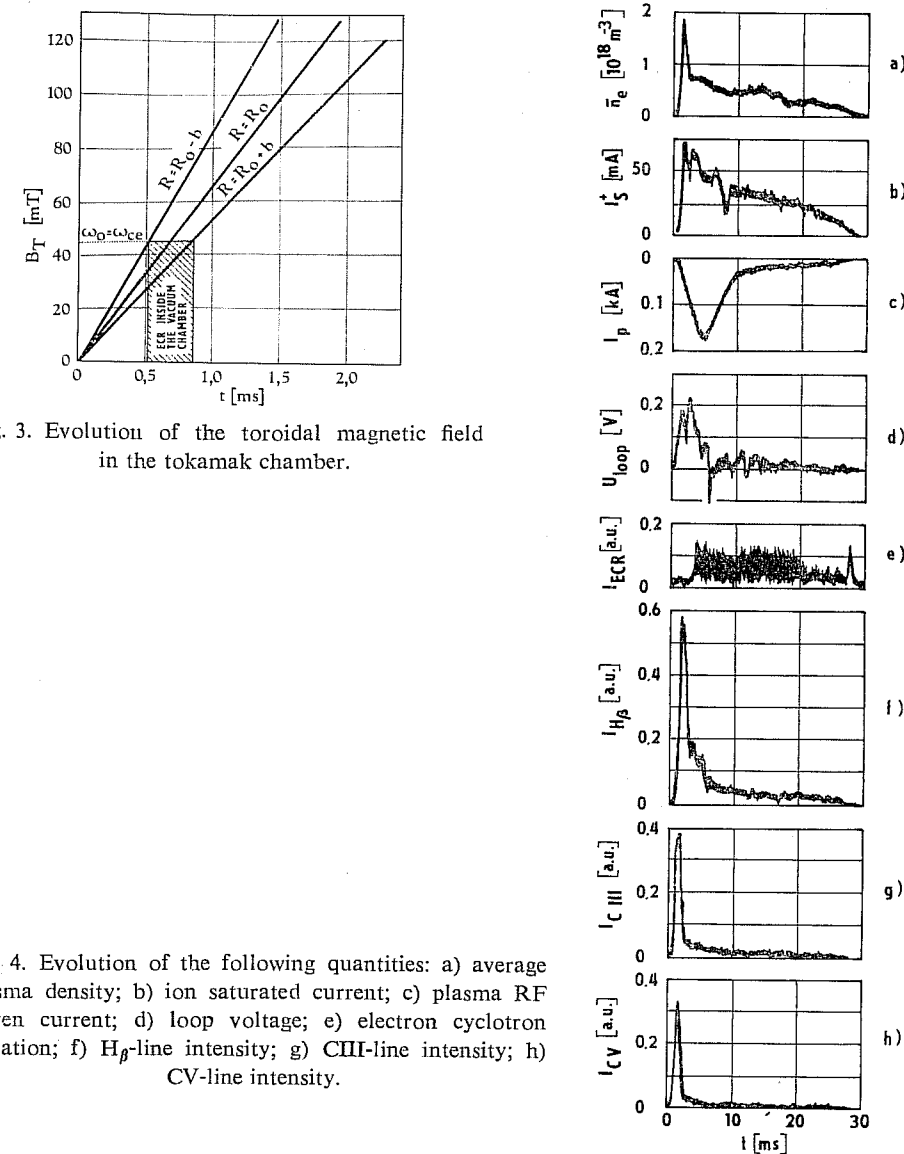 120
100
80
60
40
20
0
B_T [mT]
ω₀=ω_ce
R=R₀-b
R=R₀
R=R₀+b
ECR INSIDE
THE VACUUM
CHAMBER
0
0,5
1,0
1,5
2,0
t [ms]
. 3. Evolution of the toroidal magnetic field
in the tokamak chamber.
4. Evolution of the following quantities: a) average
sma density; b) ion saturated current; c) plasma RF
en current; d) loop voltage; e) electron cyclotron
ation; f) H_β-line intensity; g) CIII-line intensity; h)
CV-line intensity.
n̄_e [10¹⁸ m⁻³]
2
1
0
a)
I_S⁺ [mA]
50
0
b)
I_p [kA]
0
0.1
0.2
c)
U_loop [V]
0,2
0
d)
I_ECR [a.u.]
0,2
0
e)
I_Hβ [a.u.]
0.6
0,4
0,2
0
f)
I_C III [a.u.]
0,4
0,2
0
g)
I_CV [a.u.]
0.4
0,2
0
h)
0
10
20
30
t [ms]